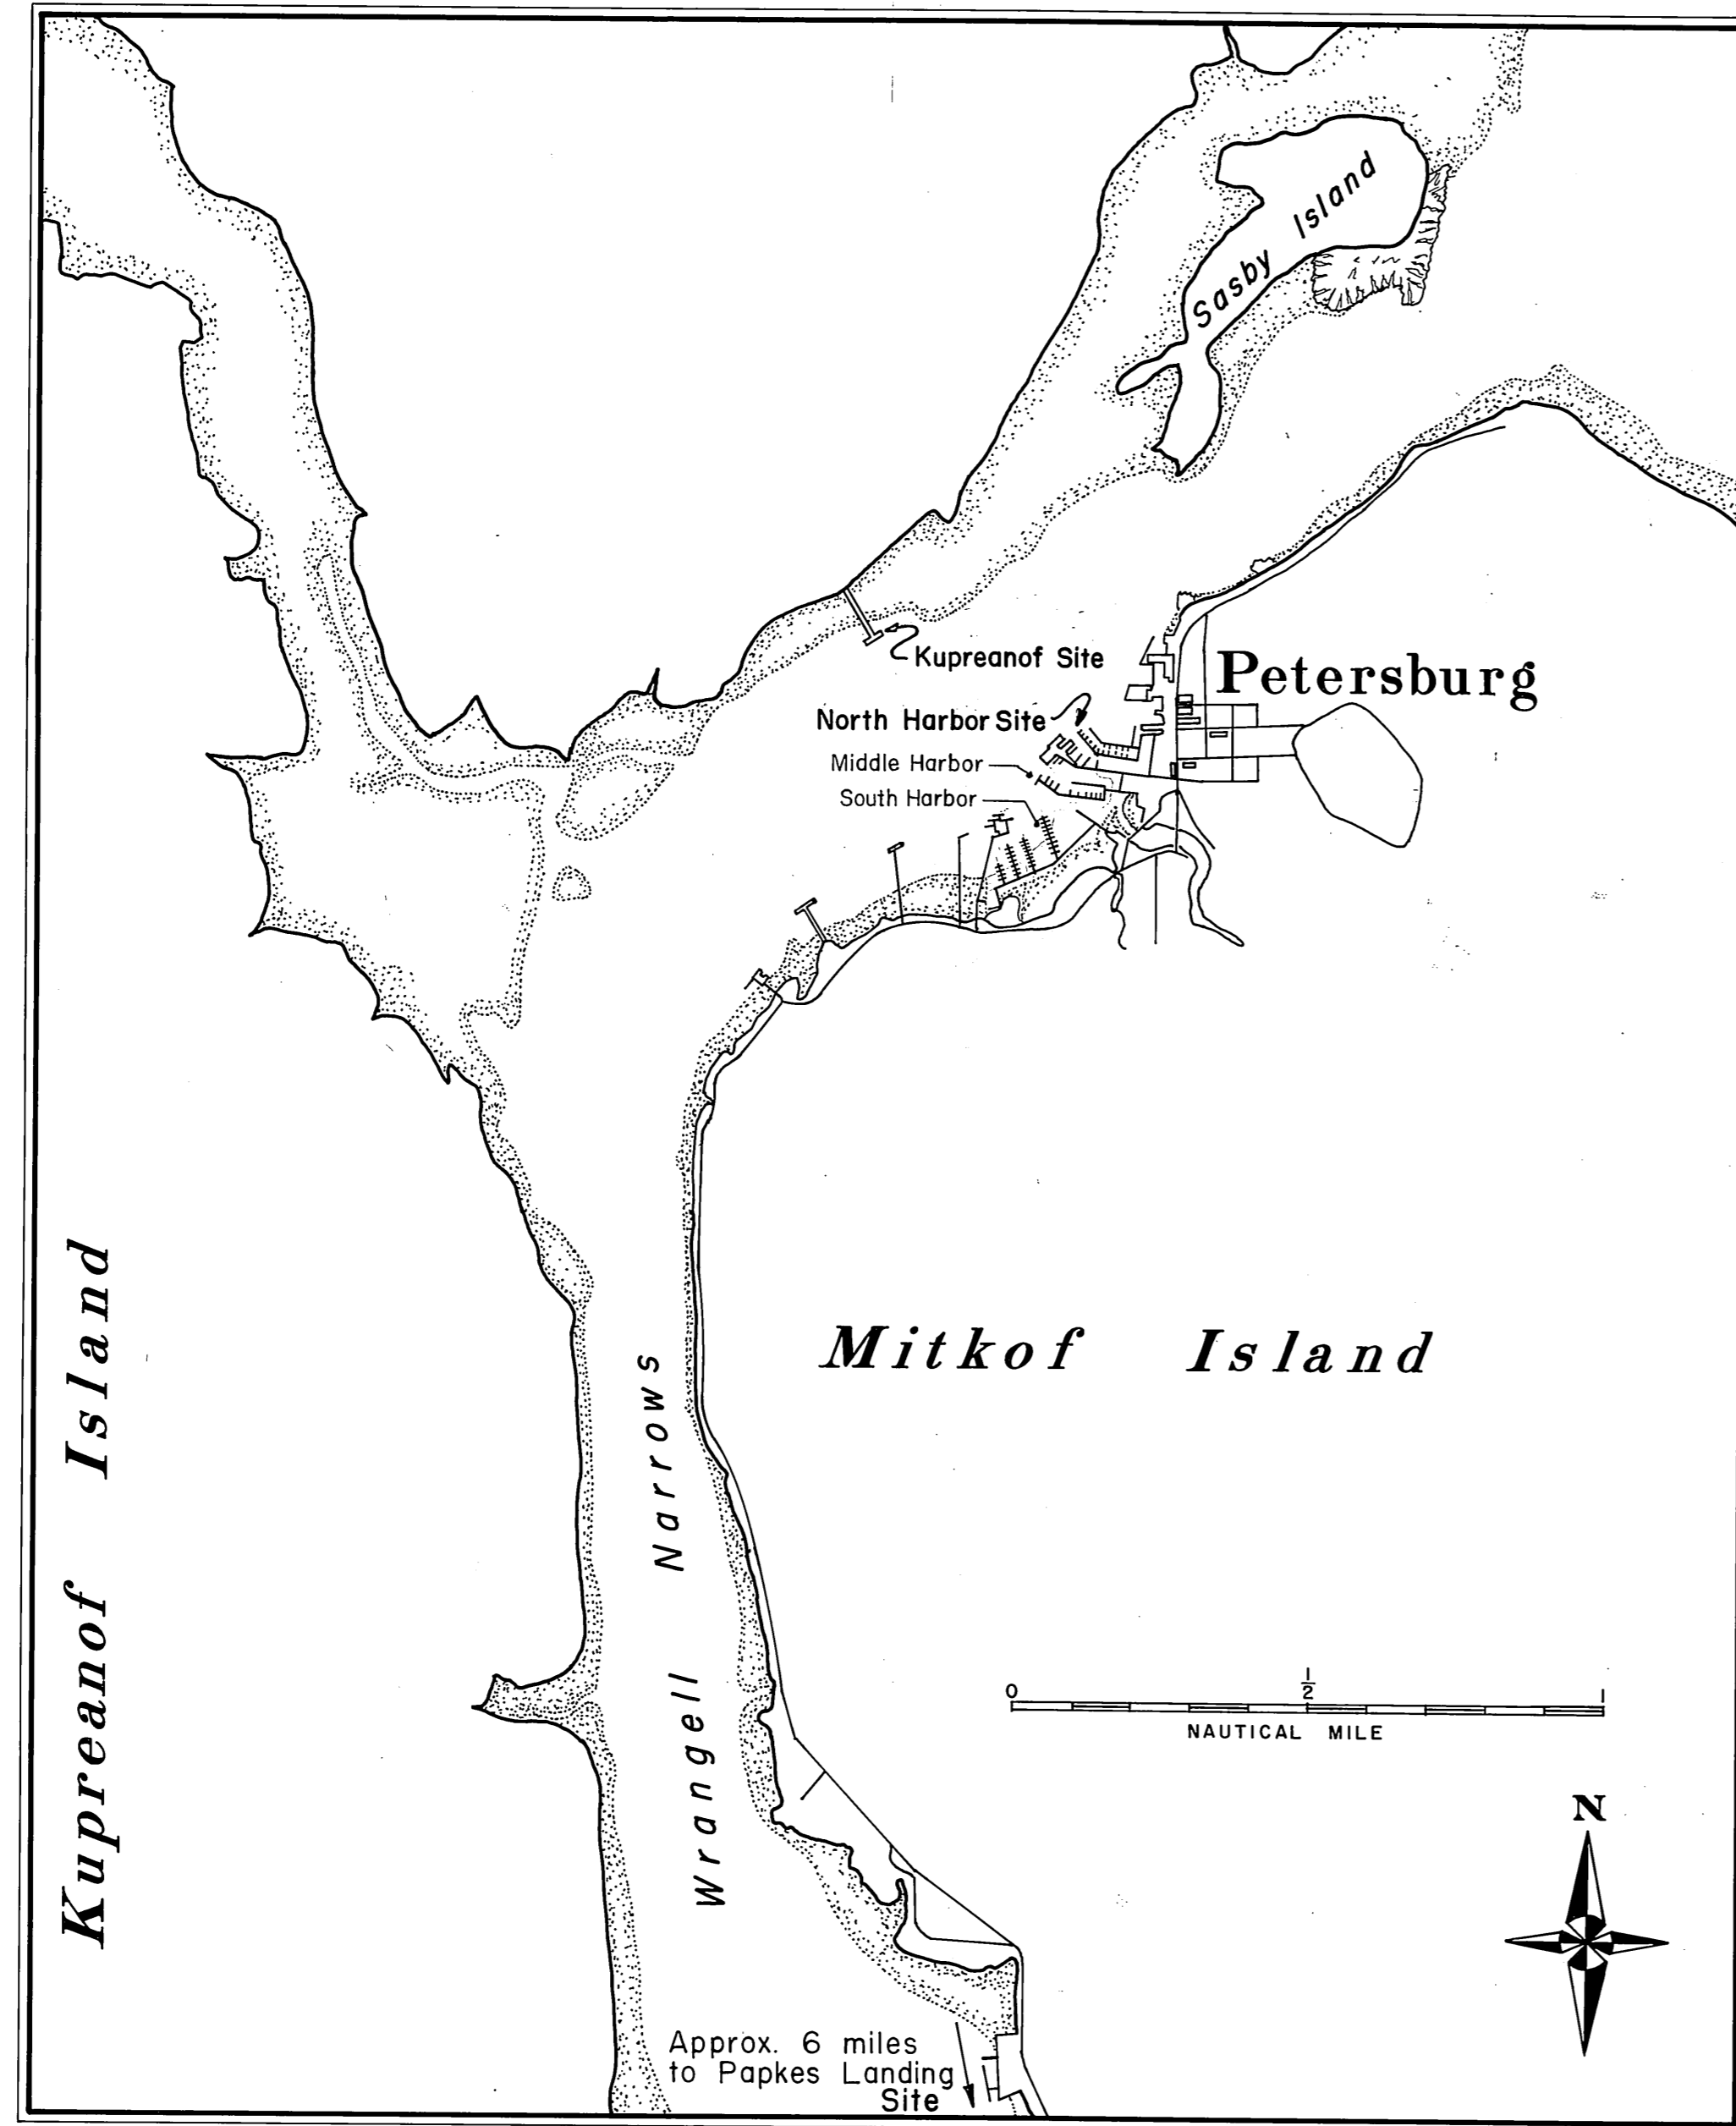 Sasby Island
Kupreanof Site
Petersburg
North Harbor Site
Middle Harbor
South Harbor
Kupreanof Island
Mitkof Island
Wrangell Narrows
0 1/2 1
NAUTICAL MILE
N
Approx. 6 miles
to Papkes Landing
Site